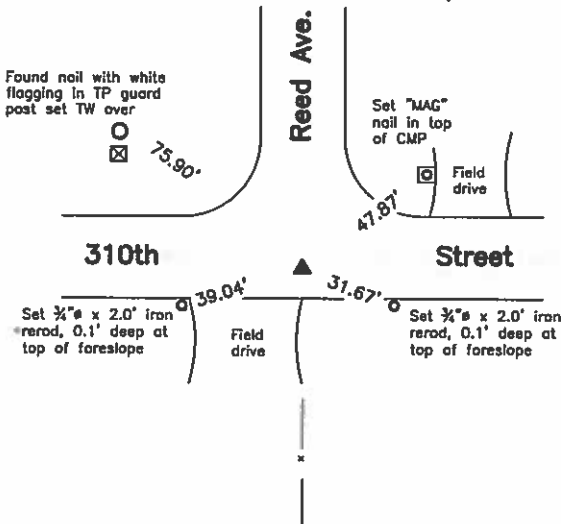 Reed Ave.
Found nail with white
flagging in TP guard
post set TW over
75.90'
Set "MAG"
nail in top
of CMP
Field
drive
47.87'
310th
Street
39.04'
31.67'
Set ¾"ø x 2.0' iron
rerod, 0.1' deep at
top of foreslope
Field
drive
Set ¾"ø x 2.0' iron
rerod, 0.1' deep at
top of foreslope
x